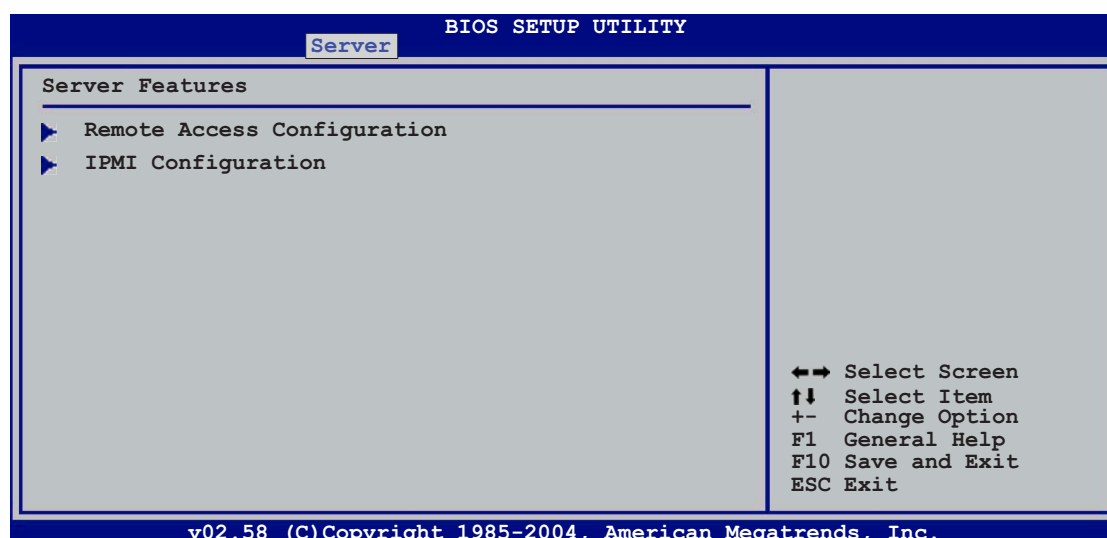 BIOS SETUP UTILITY
Server
Server Features
Remote Access Configuration
IPMI Configuration
Select Screen
Select Item
+- Change Option
F1 General Help
F10 Save and Exit
ESC Exit
v02.58 (C)Copyright 1985-2004, American Megatrends, Inc.